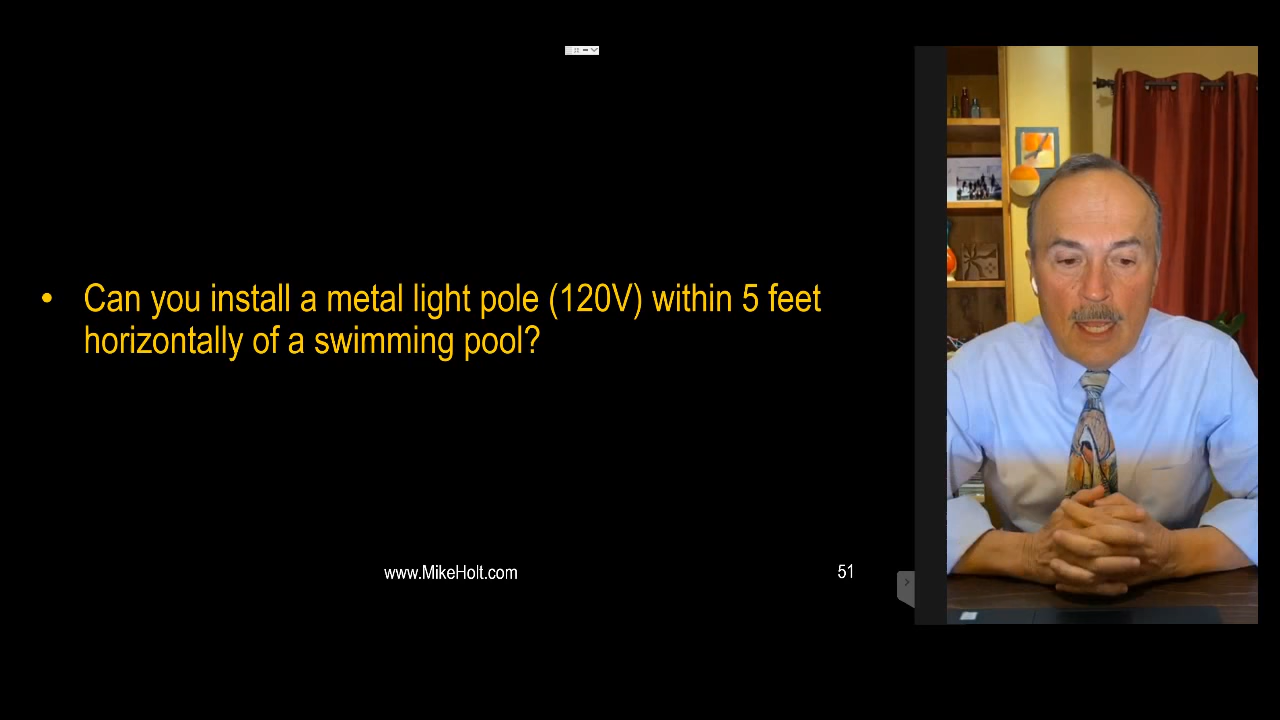 • Can you install a metal light pole (120V) within 5 feet
horizontally of a swimming pool?
www.MikeHolt.com
51